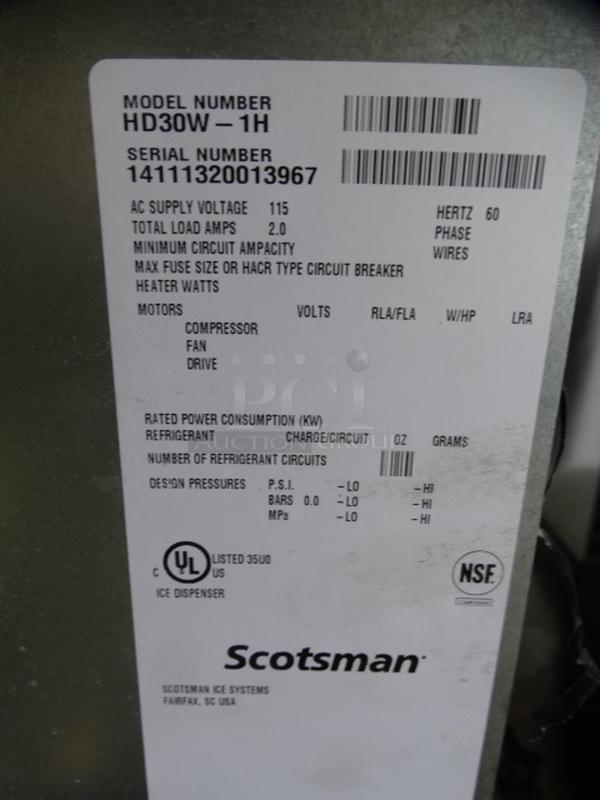 MODEL NUMBER
HD30W – 1H
SERIAL NUMBER
14111320013967
AC SUPPLY VOLTAGE 115 HERTZ 60
TOTAL LOAD AMPS 2.0 PHASE
MINIMUM CIRCUIT AMPACITY WIRES
MAX FUSE SIZE OR HACR TYPE CIRCUIT BREAKER
HEATER WATTS
MOTORS VOLTS RLA/FLA W/HP LRA
COMPRESSOR
FAN
DRIVE
PCI
AUCTION GROUP
RATED POWER CONSUMPTION (KW)
REFRIGERANT CHARGE/CIRCUIT OZ GRAMS
NUMBER OF REFRIGERANT CIRCUITS
DESIGN PRESSURES P.S.I. – LO – HI
BARS 0.0 – LO – HI
MPa – LO – HI
C UL US LISTED 35U0
ICE DISPENSER
NSF
COMPONENT
Scotsman
SCOTSMAN ICE SYSTEMS
FAIRFAX, SC USA